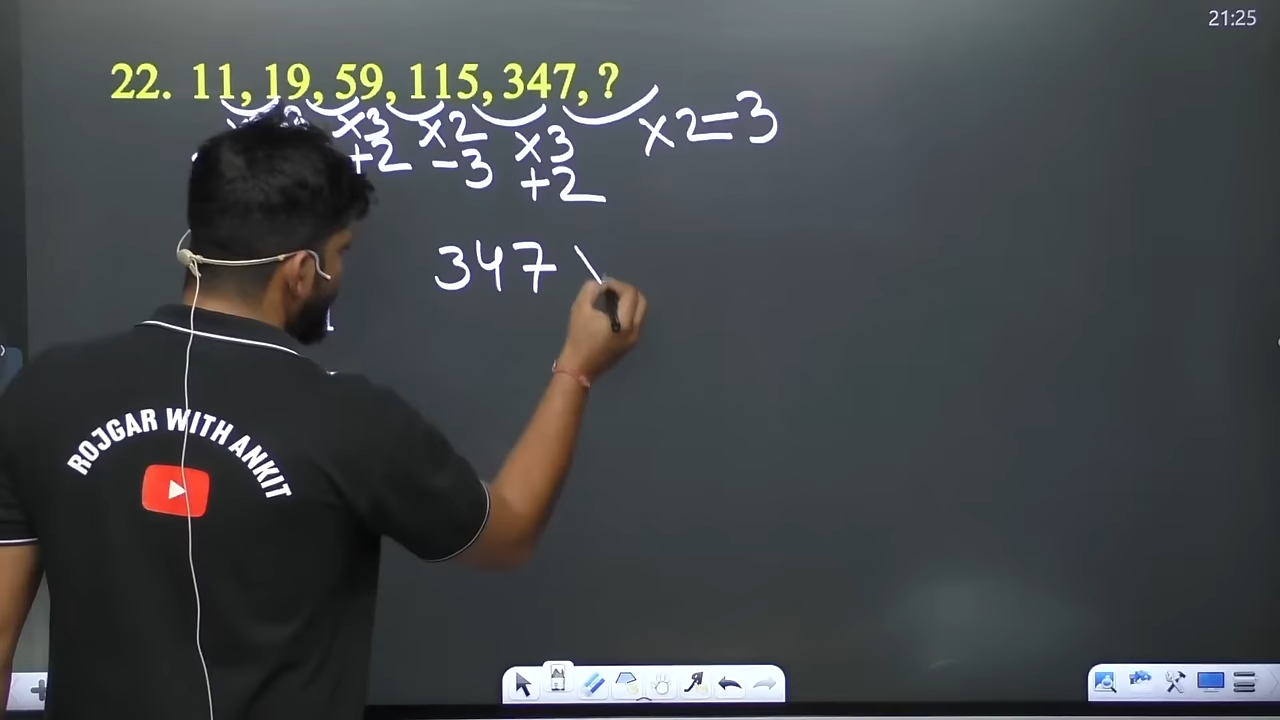 21:25
22. 11, 19, 59, 115, 347, ?
×3 ×2 ×3 ×2=3
+2 -3 +2
347
ROJGAR WITH ANKIT